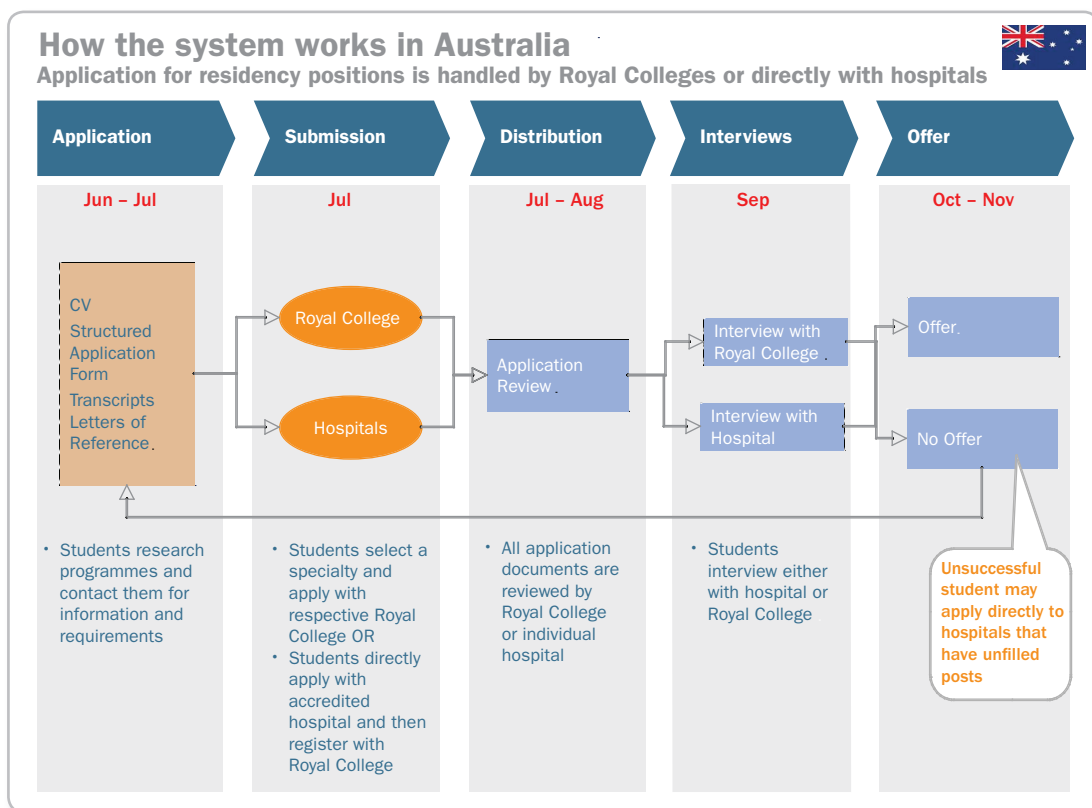 How the system works in Australia
Application for residency positions is handled by Royal Colleges or directly with hospitals
Application
Submission
Distribution
Interviews
Offer
Jun – Jul
Jul
Jul – Aug
Sep
Oct – Nov
CV
Structured
Application
Form
Transcripts
Letters of
Reference.
Royal College
Hospitals
Application
Review.
Interview with
Royal College.
Interview with
Hospital
Offer.
No Offer
• Students research
programmes and
contact them for
information and
requirements
• Students select a
specialty and
apply with
respective Royal
College OR
• Students directly
apply with
accredited
hospital and then
register with
Royal College
• All application
documents are
reviewed by
Royal College
or individual
hospital
• Students
interview either
with hospital or
Royal College
Unsuccessful
student may
apply directly to
hospitals that
have unfilled
posts